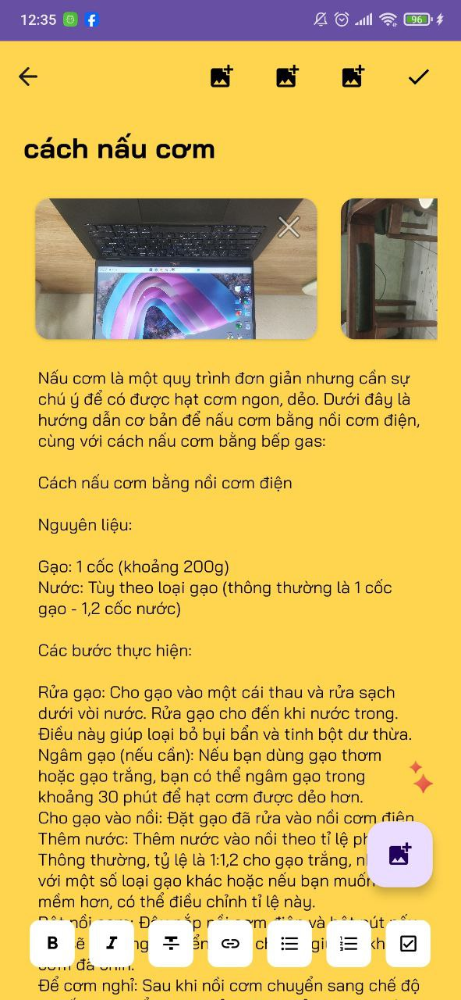 12:35
96
cách nấu cơm
Nấu cơm là một quy trình đơn giản nhưng cần sự
chú ý để có được hạt cơm ngon, dẻo. Dưới đây là
hướng dẫn cơ bản để nấu cơm bằng nồi cơm điện,
cùng với cách nấu cơm bằng bếp gas:
Cách nấu cơm bằng nồi cơm điện
Nguyên liệu:
Gạo: 1 cốc (khoảng 200g)
Nước: Tùy theo loại gạo (thông thường là 1 cốc
gạo - 1,2 cốc nước)
Các bước thực hiện:
Rửa gạo: Cho gạo vào một cái thau và rửa sạch
dưới vòi nước. Rửa gạo cho đến khi nước trong.
Điều này giúp loại bỏ bụi bẩn và tinh bột dư thừa.
Ngâm gạo (nếu cần): Nếu bạn dùng gạo thơm
hoặc gạo trắng, bạn có thể ngâm gạo trong
khoảng 30 phút để hạt cơm được dẻo hơn.
Cho gạo vào nồi: Đặt gạo đã rửa vào nồi cơm điện
Thêm nước: Thêm nước vào nồi theo tỉ lệ
Thông thường, tỷ lệ là 1:1,2 cho gạo trắng,
với một số loại gạo khác hoặc nếu bạn muốn
mềm hơn, có thể điều chỉnh tỉ lệ này.
nồi cơm: Đậy nắp nồi cơm điện và
cơm đã chín.
Để cơm nghỉ: Sau khi nồi cơm chuyển sang chế độ
B I S